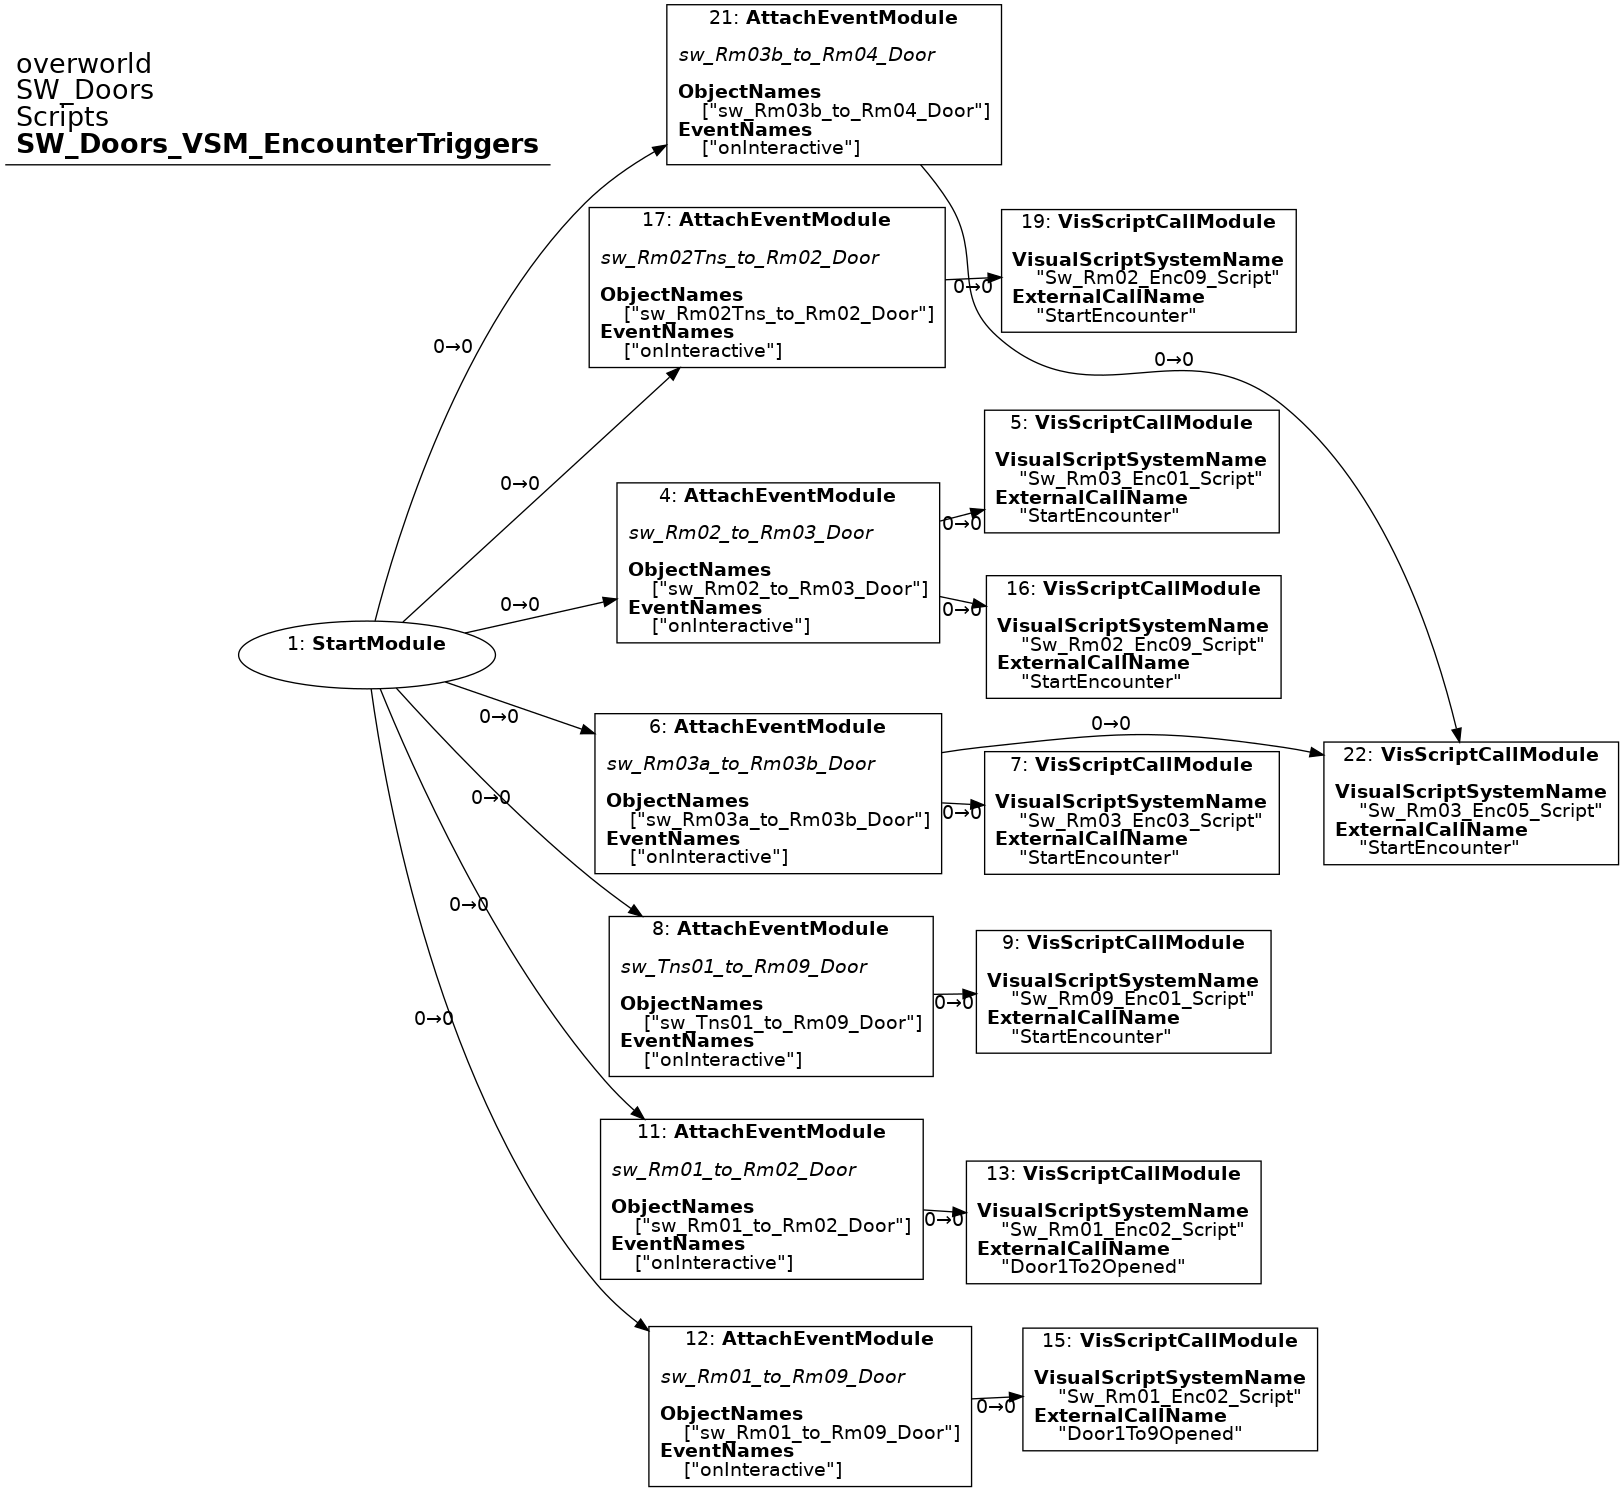 overworld
SW_Doors
Scripts
SW_Doors_VSM_EncounterTriggers
21: AttachEventModule
sw_Rm03b_to_Rm04_Door
ObjectNames
["sw_Rm03b_to_Rm04_Door"]
EventNames
["onInteractive"]
17: AttachEventModule
sw_Rm02Tns_to_Rm02_Door
ObjectNames
["sw_Rm02Tns_to_Rm02_Door"]
EventNames
["onInteractive"]
0→0
19: VisScriptCallModule
VisualScriptSystemName
"Sw_Rm02_Enc09_Script"
ExternalCallName
"StartEncounter"
0→0
0→0
0→0
4: AttachEventModule
sw_Rm02_to_Rm03_Door
ObjectNames
["sw_Rm02_to_Rm03_Door"]
EventNames
["onInteractive"]
0→0
5: VisScriptCallModule
VisualScriptSystemName
"Sw_Rm03_Enc01_Script"
ExternalCallName
"StartEncounter"
0→0
0→0
16: VisScriptCallModule
VisualScriptSystemName
"Sw_Rm02_Enc09_Script"
ExternalCallName
"StartEncounter"
1: StartModule
0→0
6: AttachEventModule
sw_Rm03a_to_Rm03b_Door
ObjectNames
["sw_Rm03a_to_Rm03b_Door"]
EventNames
["onInteractive"]
0→0
0→0
7: VisScriptCallModule
VisualScriptSystemName
"Sw_Rm03_Enc03_Script"
ExternalCallName
"StartEncounter"
22: VisScriptCallModule
VisualScriptSystemName
"Sw_Rm03_Enc05_Script"
ExternalCallName
"StartEncounter"
0→0
8: AttachEventModule
sw_Tns01_to_Rm09_Door
ObjectNames
["sw_Tns01_to_Rm09_Door"]
EventNames
["onInteractive"]
0→0
9: VisScriptCallModule
VisualScriptSystemName
"Sw_Rm09_Enc01_Script"
ExternalCallName
"StartEncounter"
0→0
11: AttachEventModule
sw_Rm01_to_Rm02_Door
ObjectNames
["sw_Rm01_to_Rm02_Door"]
EventNames
["onInteractive"]
0→0
13: VisScriptCallModule
VisualScriptSystemName
"Sw_Rm01_Enc02_Script"
ExternalCallName
"Door1To2Opened"
0→0
12: AttachEventModule
sw_Rm01_to_Rm09_Door
ObjectNames
["sw_Rm01_to_Rm09_Door"]
EventNames
["onInteractive"]
0→0
15: VisScriptCallModule
VisualScriptSystemName
"Sw_Rm01_Enc02_Script"
ExternalCallName
"Door1To9Opened"